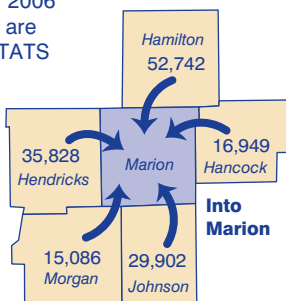 2006
are
TATS
Hamilton
52,742
35,828
Hendricks
Marion
16,949
Hancock
Into
Marion
15,086
Morgan
29,902
Johnson